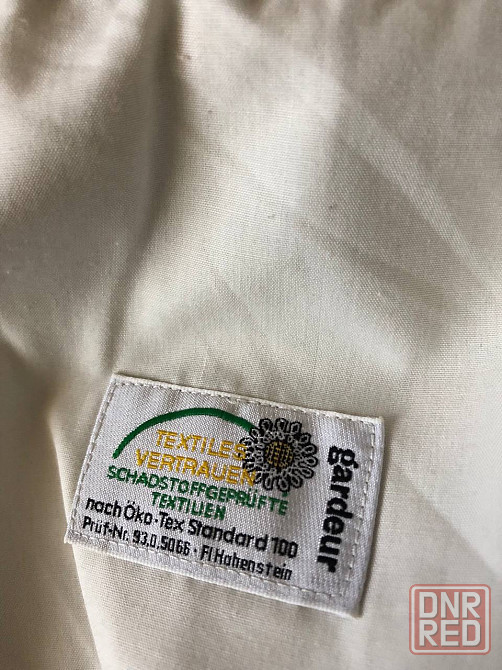 TEXTILES
VERTRAUEN
SCHADSTOFFGEPRÜFTE
TEXTILIEN
nach Öko-Tex Standard 100
Prüf-Nr. 93.0.5066 · FI Hohenstein
gardeur
DNR
RED